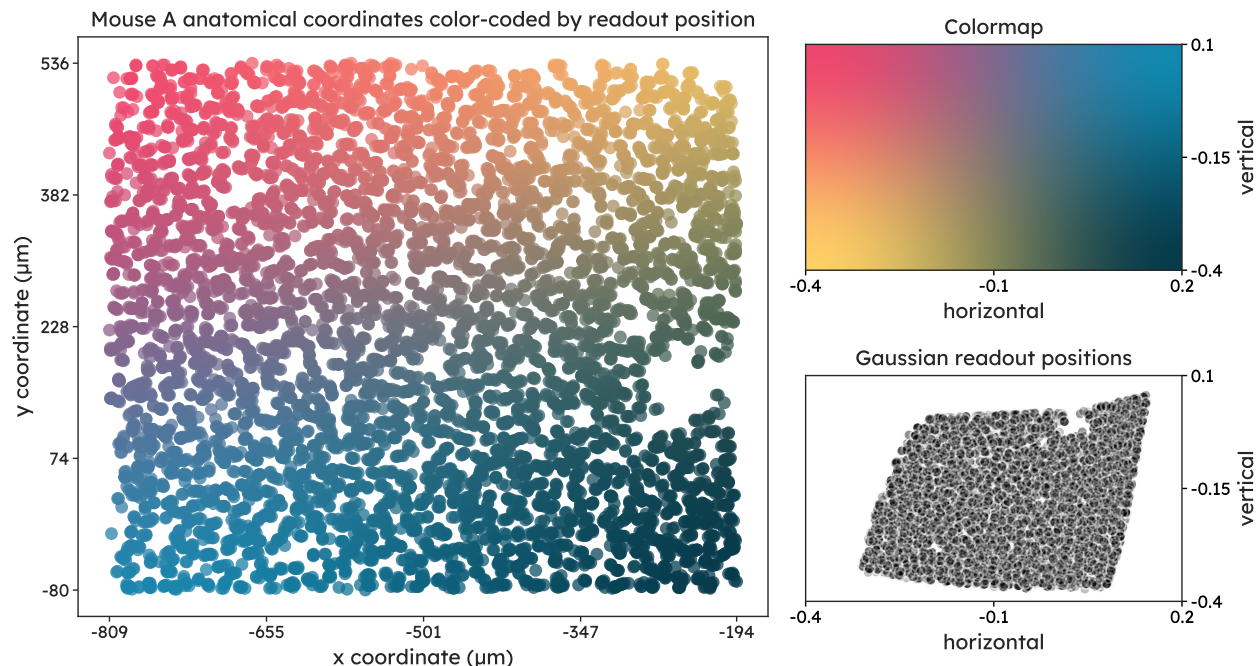 Mouse A anatomical coordinates color-coded by readout position
y coordinate (µm)
536
382
228
74
-80
-809
-655
-501
-347
-194
x coordinate (µm)
Colormap
0.1
-0.15
-0.4
vertical
-0.4
-0.1
0.2
horizontal
Gaussian readout positions
0.1
-0.15
-0.4
vertical
-0.4
-0.1
0.2
horizontal